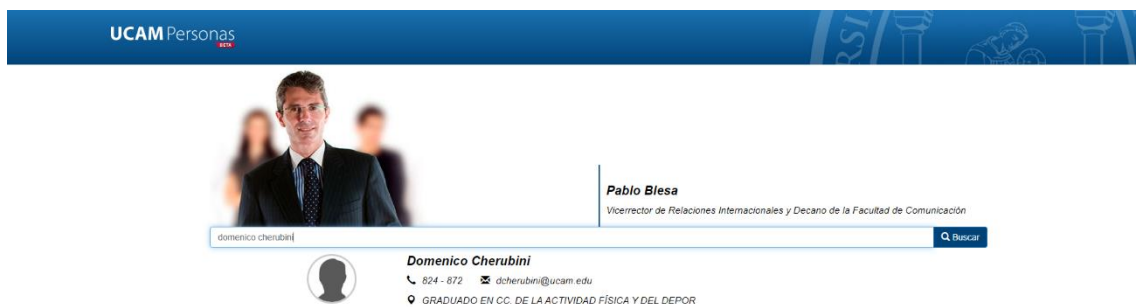 UCAM Personas
BETA
Pablo Blesa
Vicerrector de Relaciones Internacionales y Decano de la Facultad de Comunicación
domenico cherubini
Buscar
Domenico Cherubini
824 - 872 dcherubini@ucam.edu
GRADUADO EN CC. DE LA ACTIVIDAD FÍSICA Y DEL DEPOR